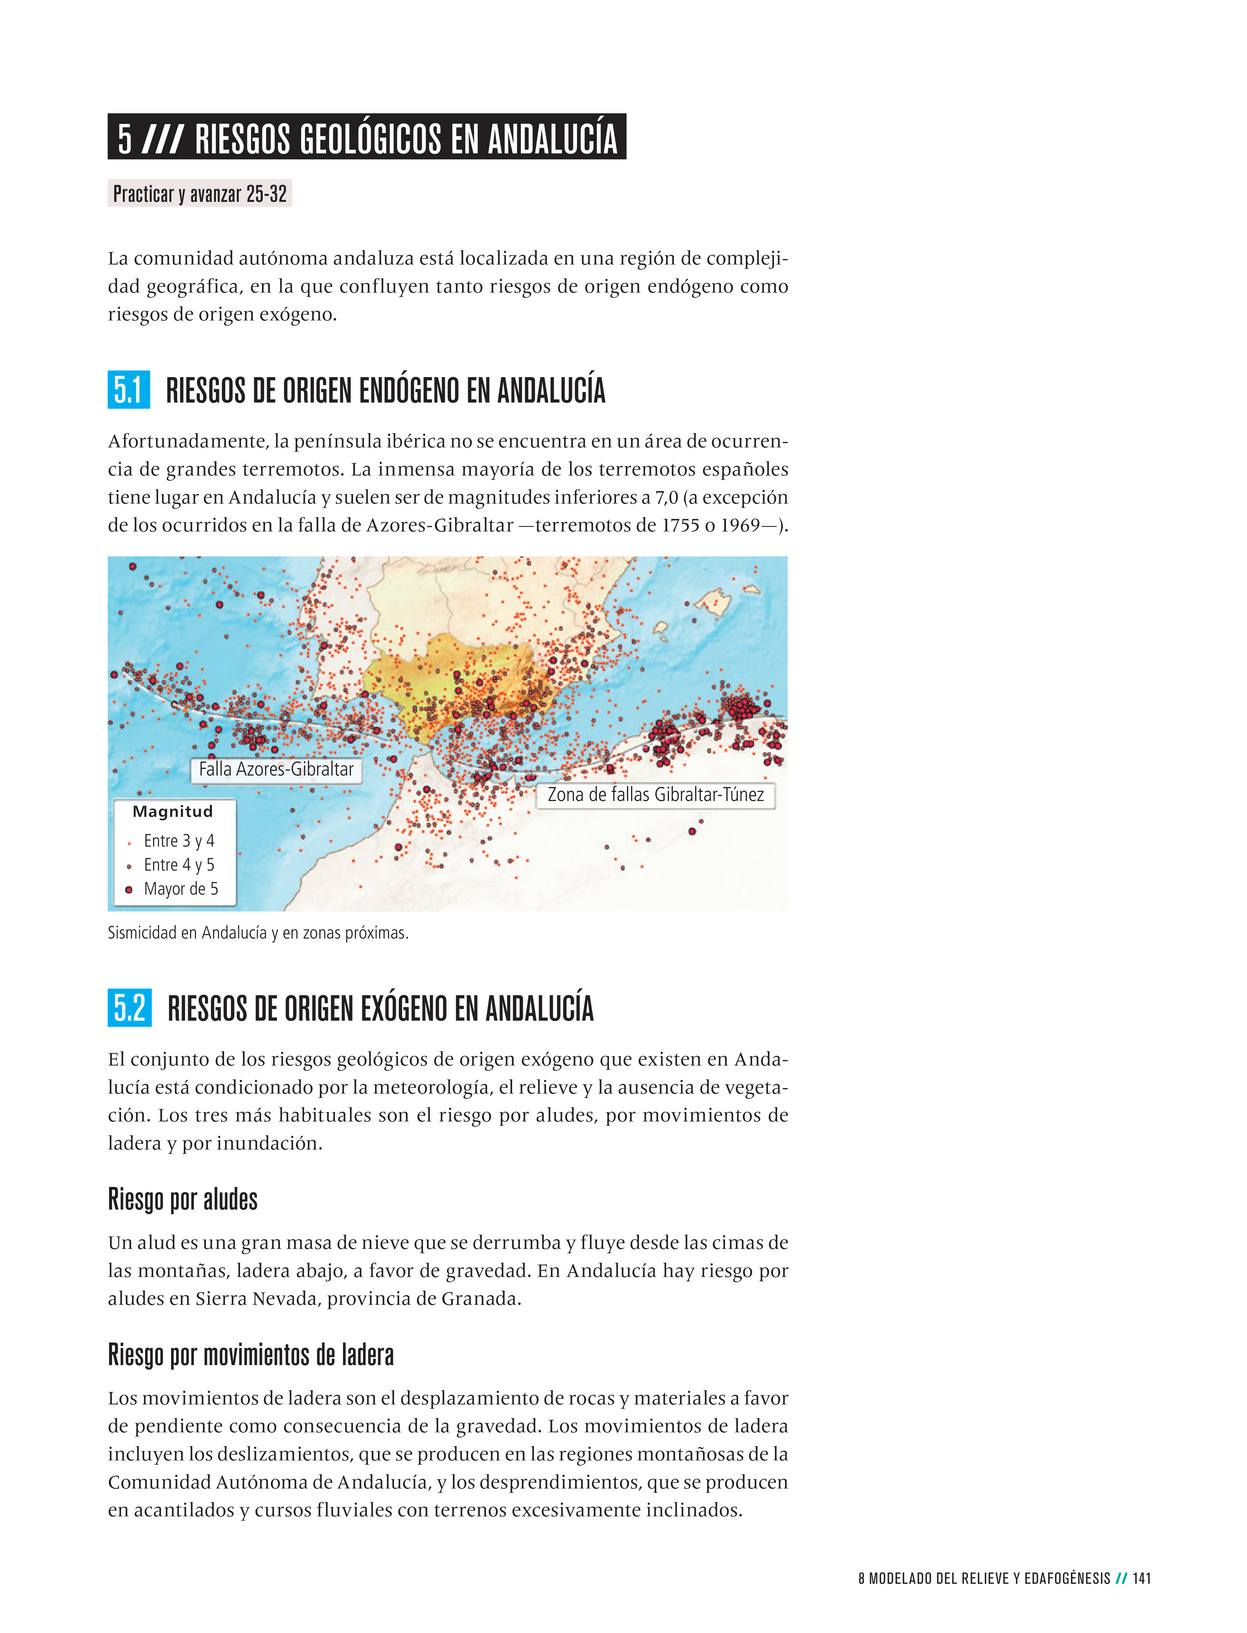 5 /// RIESGOS GEOLÓGICOS EN ANDALUCÍA
Practicar y avanzar 25-32
La comunidad autónoma andaluza está localizada en una región de compleji-
dad geográfica, en la que confluyen tanto riesgos de origen endógeno como
riesgos de origen exógeno.
5.1 RIESGOS DE ORIGEN ENDÓGENO EN ANDALUCÍA
Afortunadamente, la península ibérica no se encuentra en un área de ocurren-
cia de grandes terremotos. La inmensa mayoría de los terremotos españoles
tiene lugar en Andalucía y suelen ser de magnitudes inferiores a 7,0 (a excepción
de los ocurridos en la falla de Azores-Gibraltar —terremotos de 1755 o 1969—).
Falla Azores-Gibraltar
Zona de fallas Gibraltar-Túnez
Magnitud
Entre 3 y 4
Entre 4 y 5
Mayor de 5
Sismicidad en Andalucía y en zonas próximas.
5.2 RIESGOS DE ORIGEN EXÓGENO EN ANDALUCÍA
El conjunto de los riesgos geológicos de origen exógeno que existen en Anda-
lucía está condicionado por la meteorología, el relieve y la ausencia de vegeta-
ción. Los tres más habituales son el riesgo por aludes, por movimientos de
ladera y por inundación.
Riesgo por aludes
Un alud es una gran masa de nieve que se derrumba y fluye desde las cimas de
las montañas, ladera abajo, a favor de gravedad. En Andalucía hay riesgo por
aludes en Sierra Nevada, provincia de Granada.
Riesgo por movimientos de ladera
Los movimientos de ladera son el desplazamiento de rocas y materiales a favor
de pendiente como consecuencia de la gravedad. Los movimientos de ladera
incluyen los deslizamientos, que se producen en las regiones montañosas de la
Comunidad Autónoma de Andalucía, y los desprendimientos, que se producen
en acantilados y cursos fluviales con terrenos excesivamente inclinados.
8 MODELADO DEL RELIEVE Y EDAFOGÉNESIS // 141